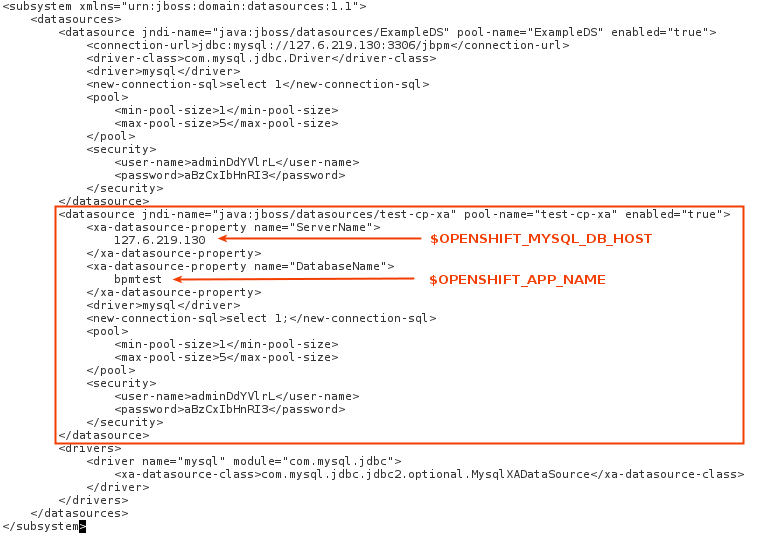 <subsystem xmlns="urn:jboss:domain:datasources:1.1">
    <datasources>
        <datasource jndi-name="java:jboss/datasources/ExampleDS" pool-name="ExampleDS" enabled="true">
            <connection-url>jdbc:mysql://127.6.219.130:3306/jbpm</connection-url>
            <driver-class>com.mysql.jdbc.Driver</driver-class>
            <driver>mysql</driver>
            <new-connection-sql>select 1</new-connection-sql>
            <pool>
                <min-pool-size>1</min-pool-size>
                <max-pool-size>5</max-pool-size>
            </pool>
            <security>
                <user-name>adminDdYVlrL</user-name>
                <password>aBzCxIbHnRI3</password>
            </security>
        </datasource>
        <datasource jndi-name="java:jboss/datasources/test-cp-xa" pool-name="test-cp-xa" enabled="true">
            <xa-datasource-property name="ServerName">
                127.6.219.130 $OPENSHIFT_MYSQL_DB_HOST
            </xa-datasource-property>
            <xa-datasource-property name="DatabaseName">
                bpmtest $OPENSHIFT_APP_NAME
            </xa-datasource-property>
            <driver>mysql</driver>
            <new-connection-sql>select 1;</new-connection-sql>
            <pool>
                <min-pool-size>1</min-pool-size>
                <max-pool-size>5</max-pool-size>
            </pool>
            <security>
                <user-name>adminDdYVlrL</user-name>
                <password>aBzCxIbHnRI3</password>
            </security>
        </datasource>
        <drivers>
            <driver name="mysql" module="com.mysql.jdbc">
                <xa-datasource-class>com.mysql.jdbc.jdbc2.optional.MysqlXADataSource</xa-datasource-class>
            </driver>
        </drivers>
    </datasources>
</subsystem>